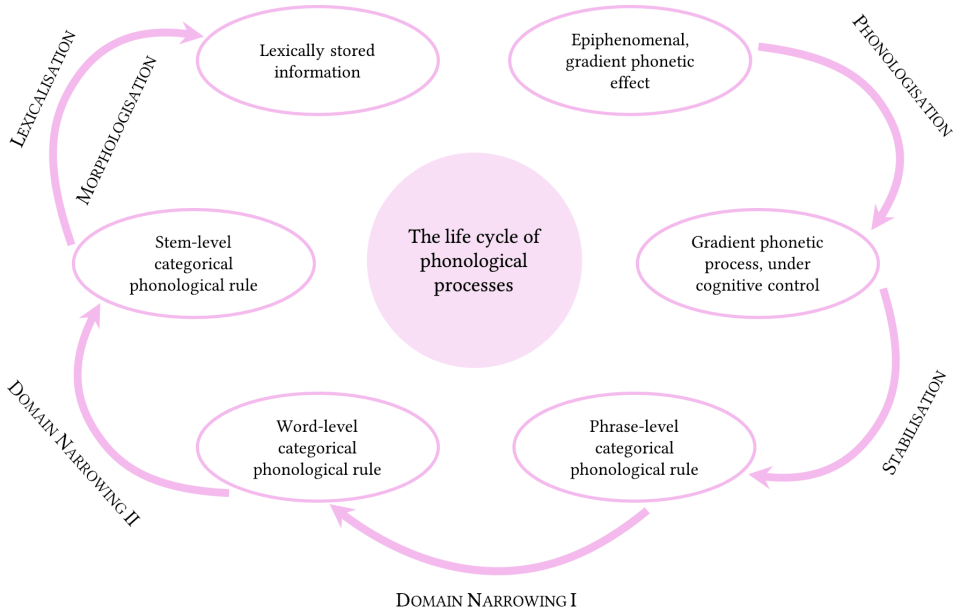 Lexically stored
information
Epiphenomenal,
gradient phonetic
effect
PHONOLOGISATION
Gradient phonetic
process, under
cognitive control
STABILISATION
Phrase-level
categorical
phonological rule
DOMAIN NARROWING I
Word-level
categorical
phonological rule
DOMAIN NARROWING II
Stem-level
categorical
phonological rule
LEXICALISATION
MORPHOLOGISATION
The life cycle of
phonological
processes